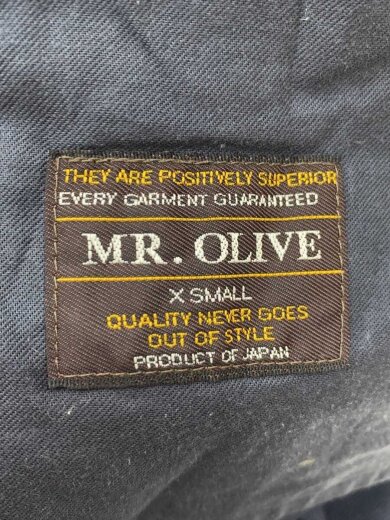 THEY ARE POSITIVELY SUPERIOR
EVERY GARMENT GUARANTEED
MR. OLIVE
X SMALL
QUALITY NEVER GOES
OUT OF STYLE
PRODUCT OF JAPAN